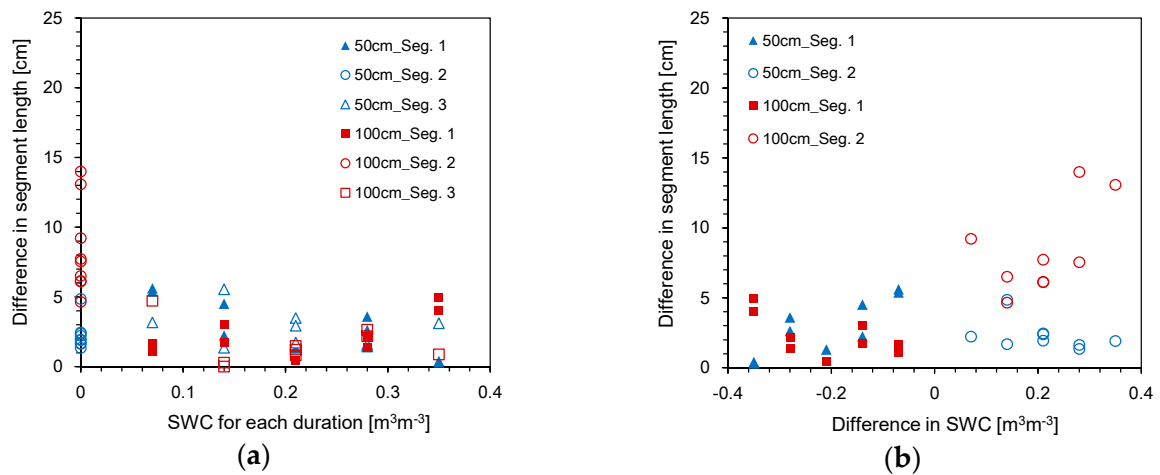 Difference in segment length [cm]
25
20
15
10
5
0
0
0.1
0.2
0.3
0.4
50cm_Seg. 1
50cm_Seg. 2
50cm_Seg. 3
100cm_Seg. 1
100cm_Seg. 2
100cm_Seg. 3
SWC for each duration [m³m⁻³]
(a)
Difference in segment length [cm]
25
20
15
10
5
0
-0.4
-0.2
0
0.2
0.4
50cm_Seg. 1
50cm_Seg. 2
100cm_Seg. 1
100cm_Seg. 2
Difference in SWC [m³m⁻³]
(b)